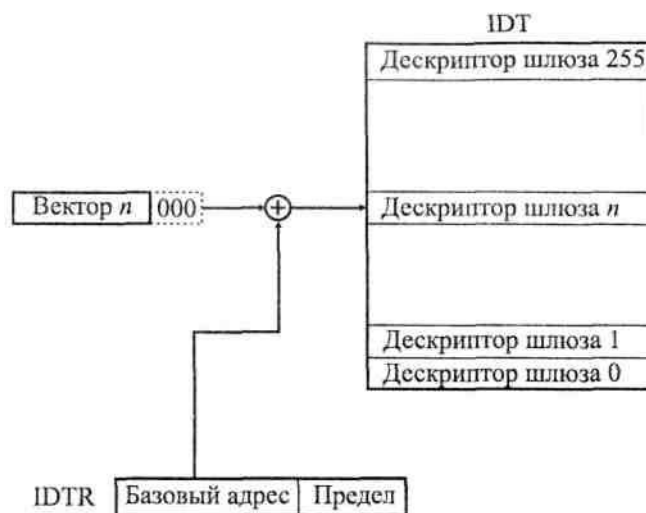 IDT
Дескриптор шлюза 255
Вектор n 000
Дескриптор шлюза n
Дескриптор шлюза 1
Дескриптор шлюза 0
IDTR Базовый адрес Предел